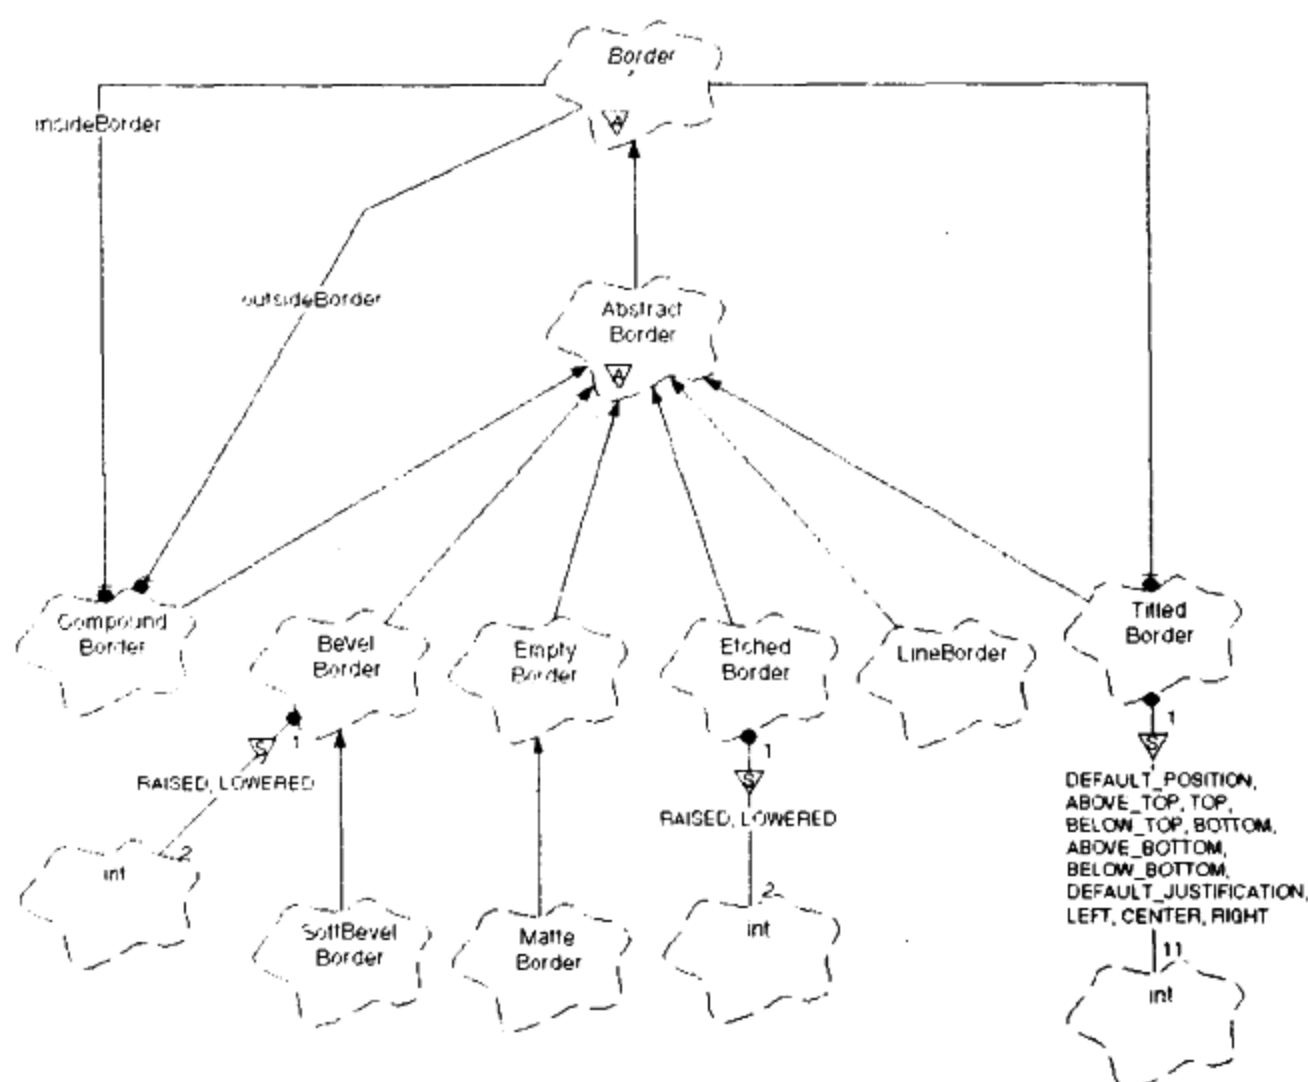 Border
A
insideBorder
outsideBorder
Abstract
Border
A
Compound
Border
Bevel
Border
Empty
Border
Etched
Border
LineBorder
Titled
Border
S
1
RAISED, LOWERED
2
int
1
S
RAISED, LOWERED
2
int
1
S
DEFAULT_POSITION,
ABOVE_TOP, TOP,
BELOW_TOP, BOTTOM,
ABOVE_BOTTOM,
BELOW_BOTTOM,
DEFAULT_JUSTIFICATION,
LEFT, CENTER, RIGHT
11
int
SoftBevel
Border
Matte
Border